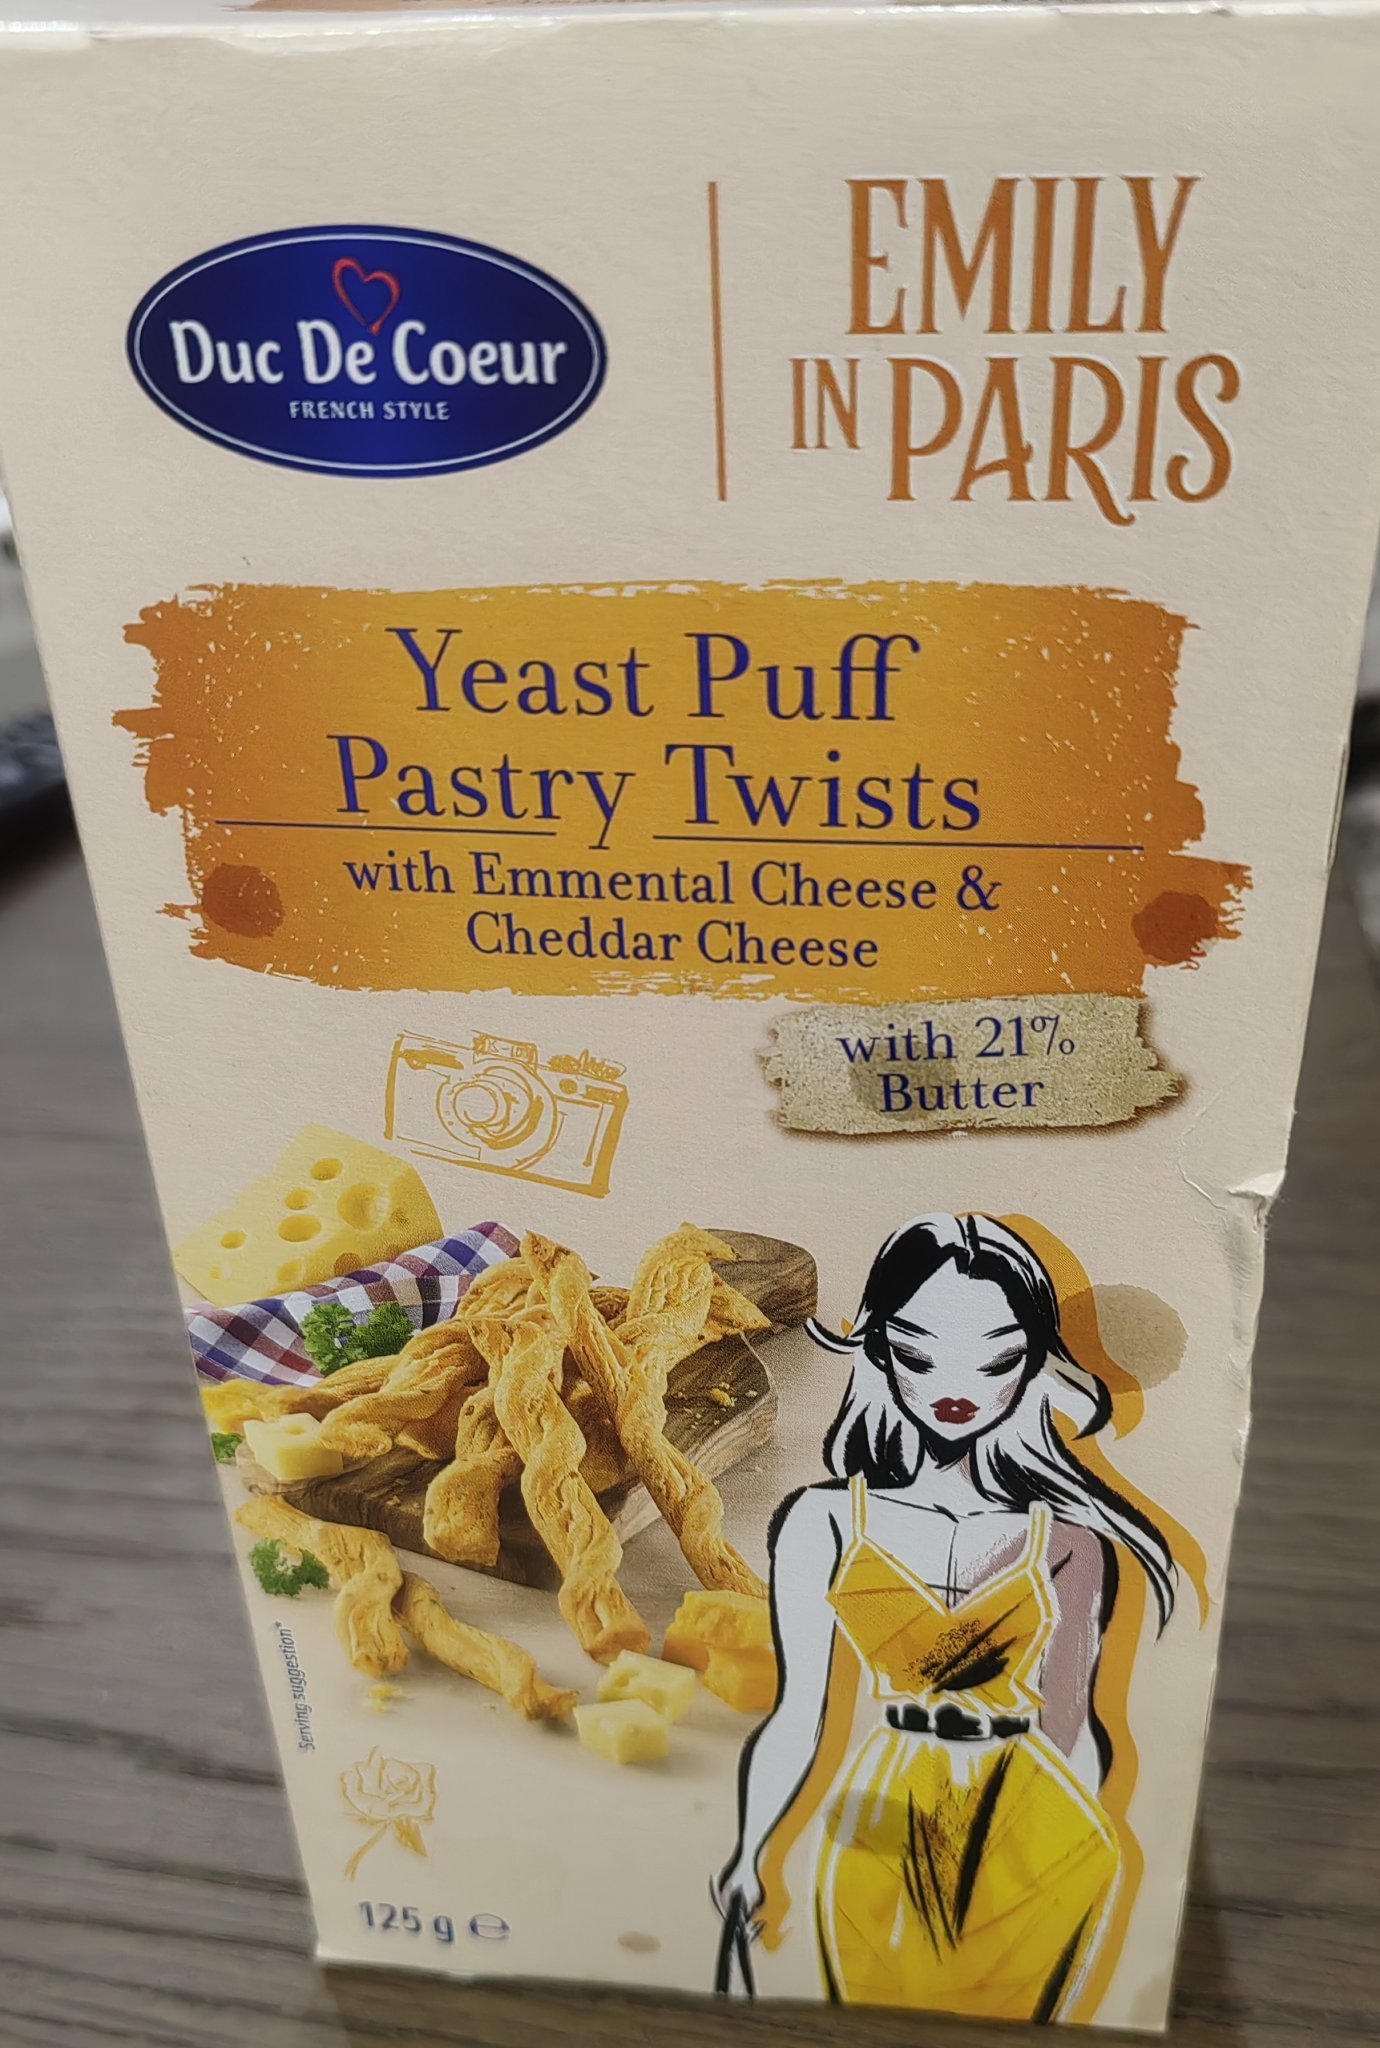 Duc De Coeur
FRENCH STYLE
EMILY
IN PARIS
Yeast Puff
Pastry Twists
with Emmental Cheese &
Cheddar Cheese
with 21%
Butter
Serving suggestion*
125 g ℮